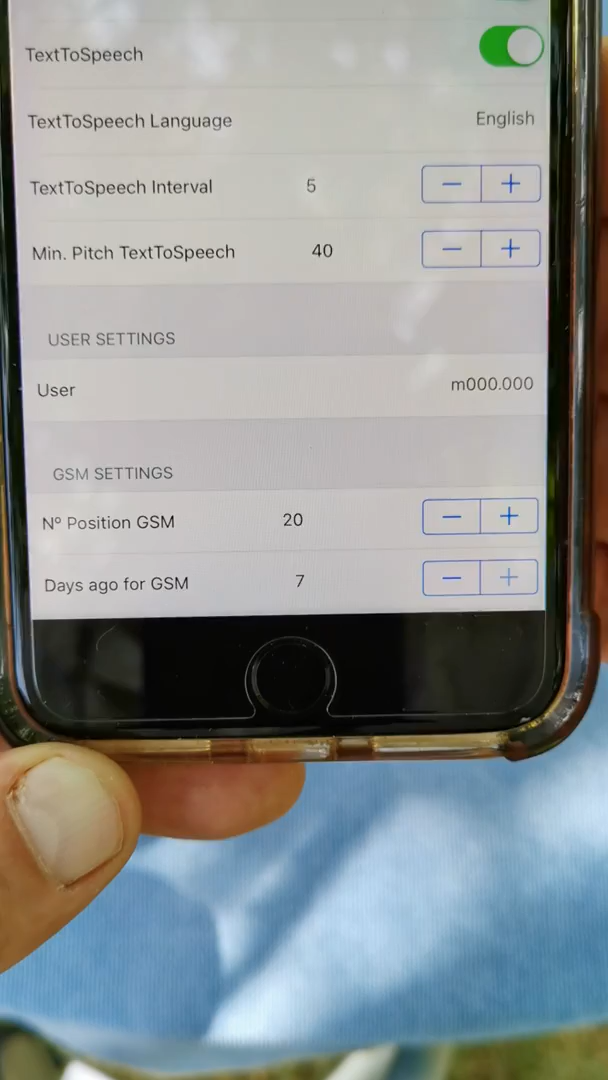 TextToSpeech
TextToSpeech Language English
TextToSpeech Interval 5 − +
Min. Pitch TextToSpeech 40 − +
USER SETTINGS
User m000.000
GSM SETTINGS
Nº Position GSM 20 − +
Days ago for GSM 7 − +